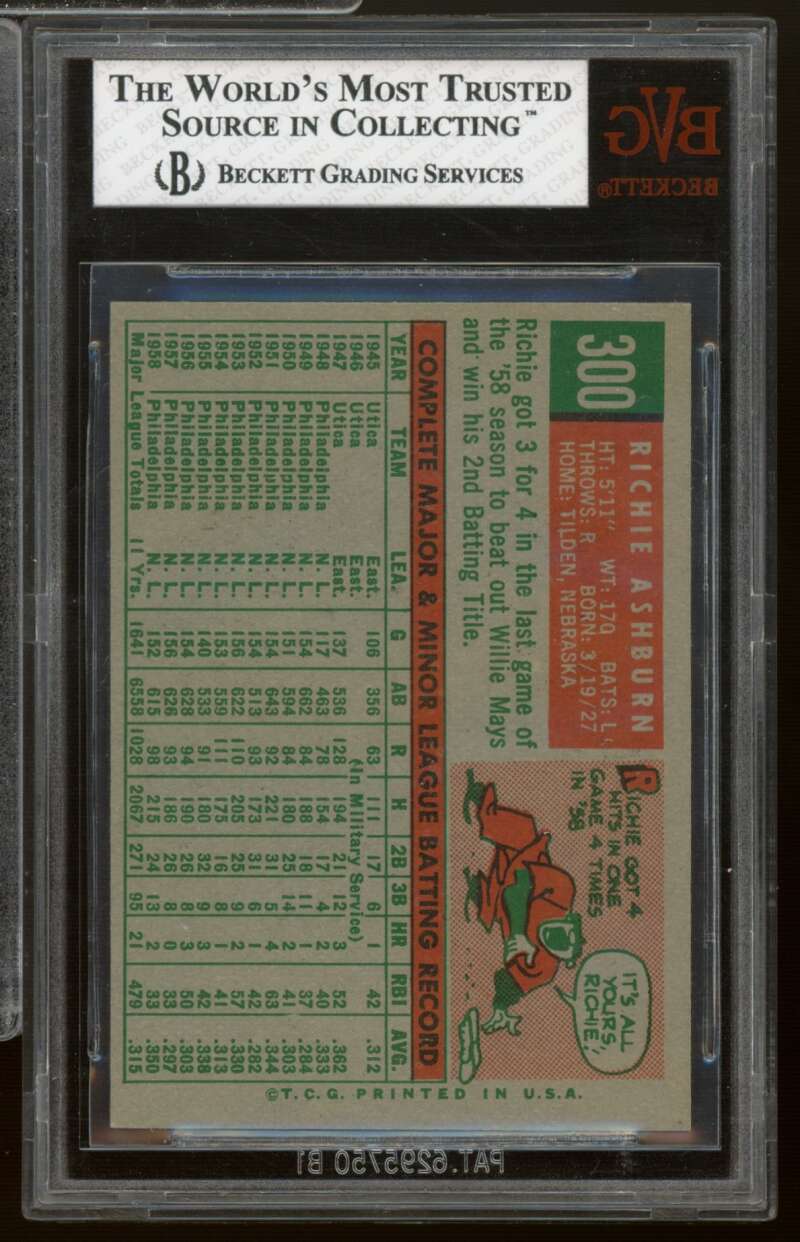 THE WORLD'S MOST TRUSTED
SOURCE IN COLLECTING™
(B) BECKETT GRADING SERVICES
BVG
BECKETT®
300
RICHIE ASHBURN
HT: 5'11" WT: 170 BATS: L
THROWS: R BORN: 3/19/27
HOME: TILDEN, NEBRASKA
Richie got 3 for 4 in the last game of
the '58 season to beat out Willie Mays
and win his 2nd Batting Title.
RICHIE GOT 4
HITS IN ONE
GAME 4 TIMES
IN '58
IT'S ALL
YOURS,
RICHIE!
COMPLETE MAJOR & MINOR LEAGUE BATTING RECORD
YEAR TEAM LEA. G AB R H 2B 3B HR RBI AVG.
1945 Utica East. 106 356 63 111 17 6 1 42 .312
1946 Utica East. (In Military Service)
1947 Utica East. 137 536 128 194 21 12 3 52 .362
1948 Philadelphia N. L. 117 463 78 154 17 4 2 40 .333
1949 Philadelphia N. L. 154 662 84 188 18 11 1 37 .284
1950 Philadelphia N. L. 151 594 84 180 25 14 2 41 .303
1951 Philadelphia N. L. 154 643 92 221 31 5 4 63 .344
1952 Philadelphia N. L. 154 613 93 173 31 6 1 42 .282
1953 Philadelphia N. L. 156 622 110 205 25 9 2 57 .330
1954 Philadelphia N. L. 153 559 111 175 16 8 1 41 .313
1955 Philadelphia N. L. 140 533 91 180 32 9 3 42 .338
1956 Philadelphia N. L. 154 628 94 190 26 8 3 50 .303
1957 Philadelphia N. L. 156 626 93 186 26 8 0 33 .297
1958 Philadelphia N. L. 152 615 98 215 24 13 2 33 .350
Major League Totals 11 Yrs. 1641 6558 1028 2067 271 95 21 479 .315
©T.C.G. PRINTED IN U.S.A.
PAT.6295750 B1